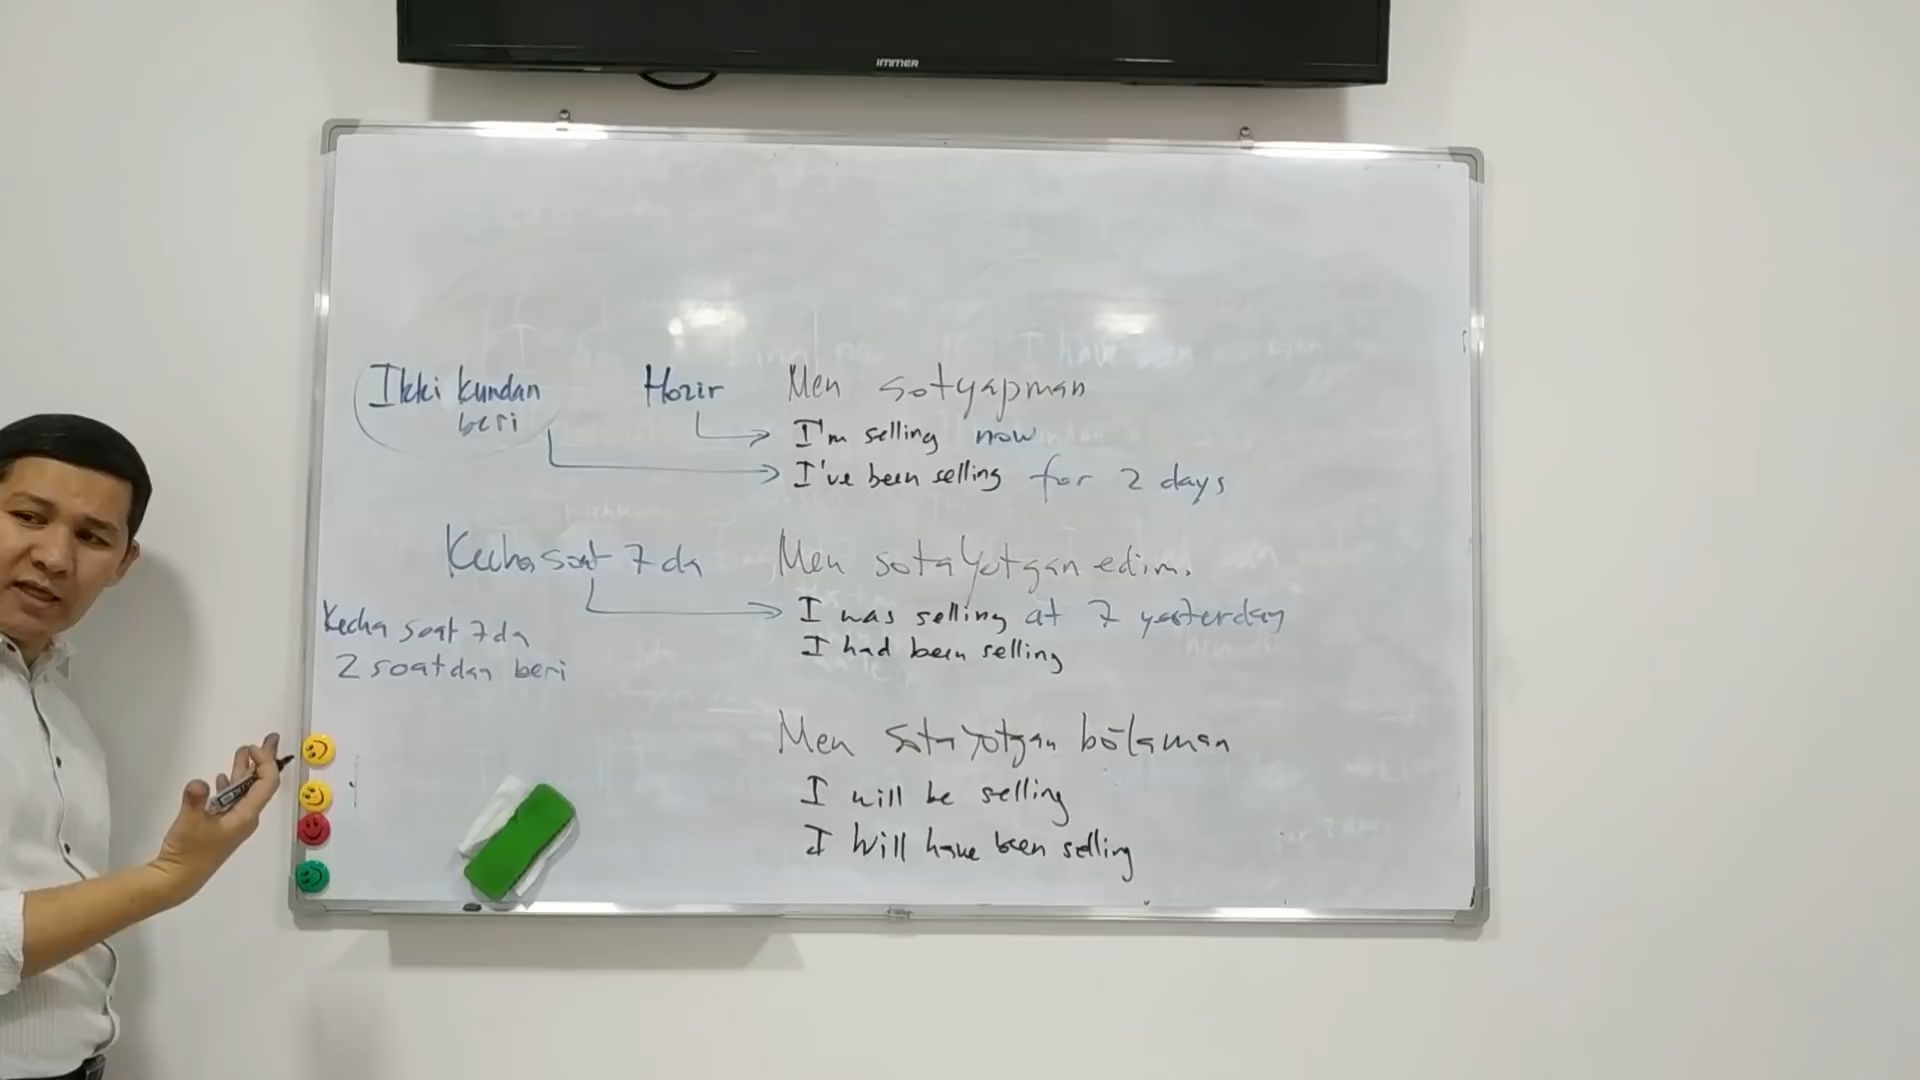 IMMER
Ikki kundan beri Hozir Men sotyapman
I'm selling now
I've been selling for 2 days
Kecha soat 7 da Men sotayotgan edim.
I was selling at 7 yesterday
Kecha soat 7 da
2 soatdan beri
I had been selling
Men sotayotgan bōlaman
I will be selling
I will have been selling